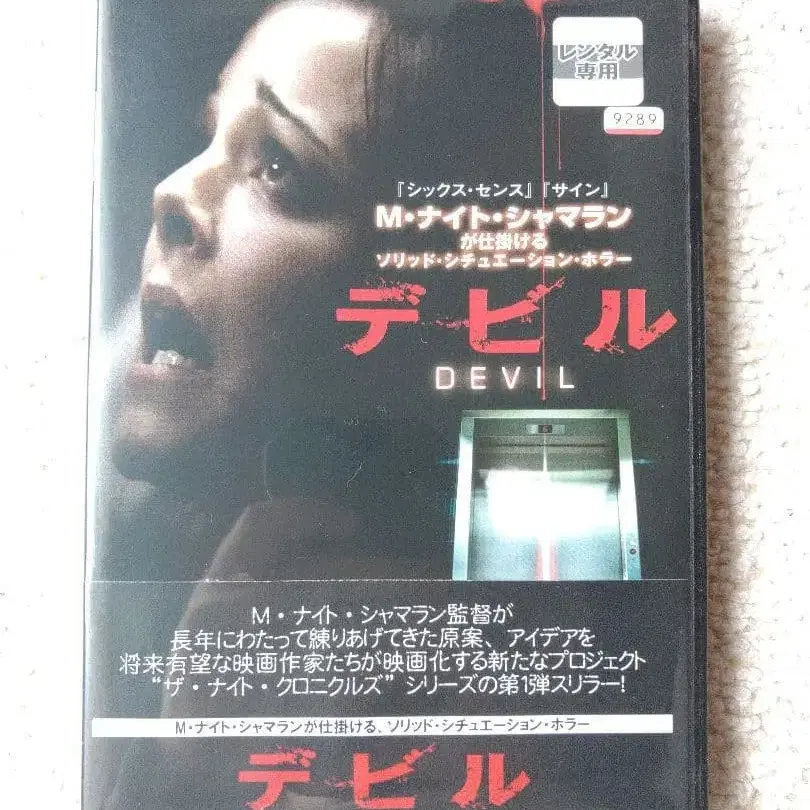 レンタル
専用
9289
『シックス・センス』『サイン』
M・ナイト・シャマラン
が仕掛ける
ソリッド・シチュエーション・ホラー
デビル
DEVIL
M・ナイト・シャマラン監督が
長年にわたって練りあげてきた原案、アイデアを
将来有望な映画作家たちが映画化する新たなプロジェクト
“ザ・ナイト・クロニクルズ”シリーズの第1弾スリラー!
M・ナイト・シャマランが仕掛ける、ソリッド・シチュエーション・ホラー
デビル